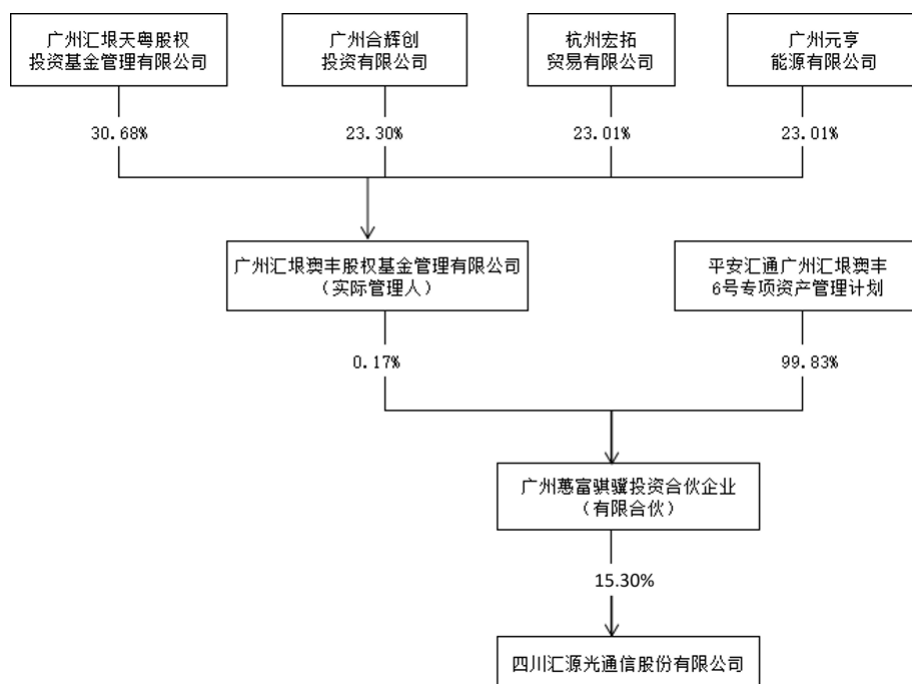 广州汇垠天粤股权
投资基金管理有限公司
广州合辉创
投资有限公司
杭州宏拓
贸易有限公司
广州元亨
能源有限公司
30.68%
23.30%
23.01%
23.01%
广州汇垠澳丰股权基金管理有限公司
（实际管理人）
平安汇通广州汇垠澳丰
6号专项资产管理计划
0.17%
99.83%
广州蕙富骐骥投资合伙企业
（有限合伙）
15.30%
四川汇源光通信股份有限公司